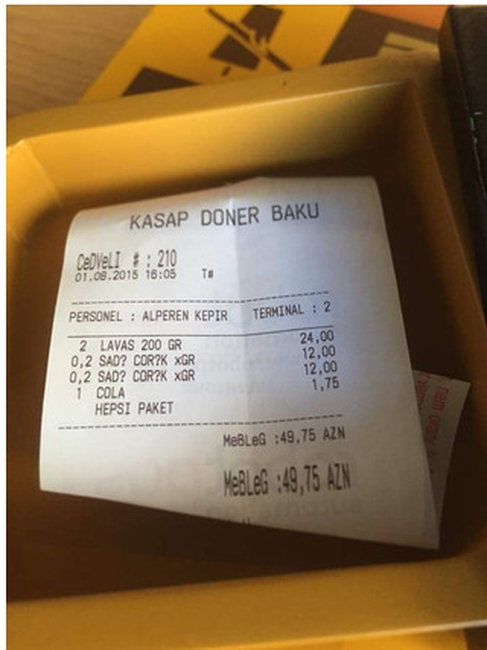 KASAP DONER BAKU
CeDVeLI # : 210
01.08.2015 16:05 T#
PERSONEL : ALPEREN KEPIR TERMINAL : 2
2 LAVAS 200 GR 24,00
0,2 SAD? COR?K xGR 12,00
0,2 SAD? COR?K xGR 12,00
1 COLA 1,75
HEPSI PAKET
MeBLeG :49,75 AZN
MeBLeG :49,75 AZN